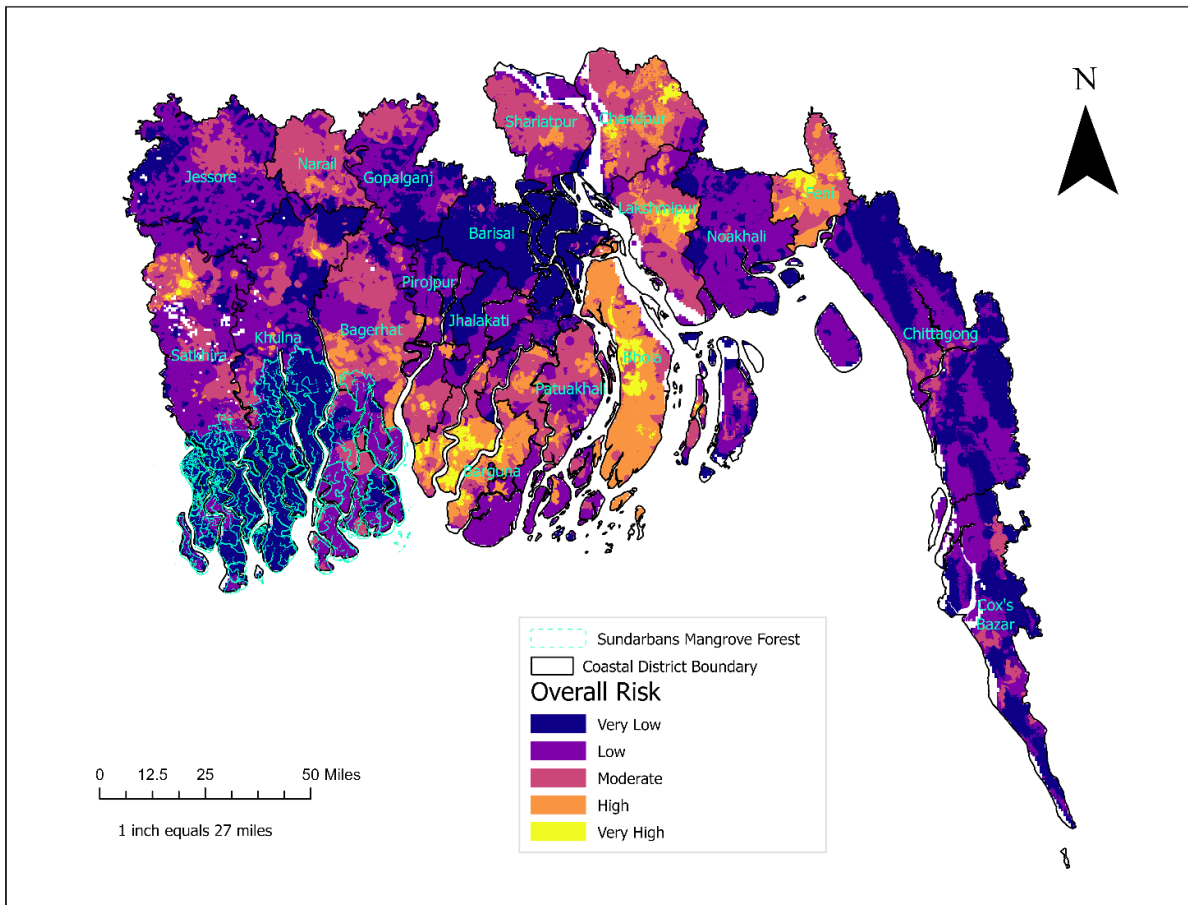 N
Shariatpur
Chandpur
Narail
Jessore
Gopalganj
Feni
Lakshmipur
Barisal
Noakhali
Pirojpur
Jhalakati
Bagerhat
Khulna
Chittagong
Satkhira
Bhola
Patuakhali
Barguna
Cox's
Bazar
Sundarbans Mangrove Forest
Coastal District Boundary
Overall Risk
Very Low
Low
Moderate
High
Very High
0 12.5 25 50 Miles
1 inch equals 27 miles